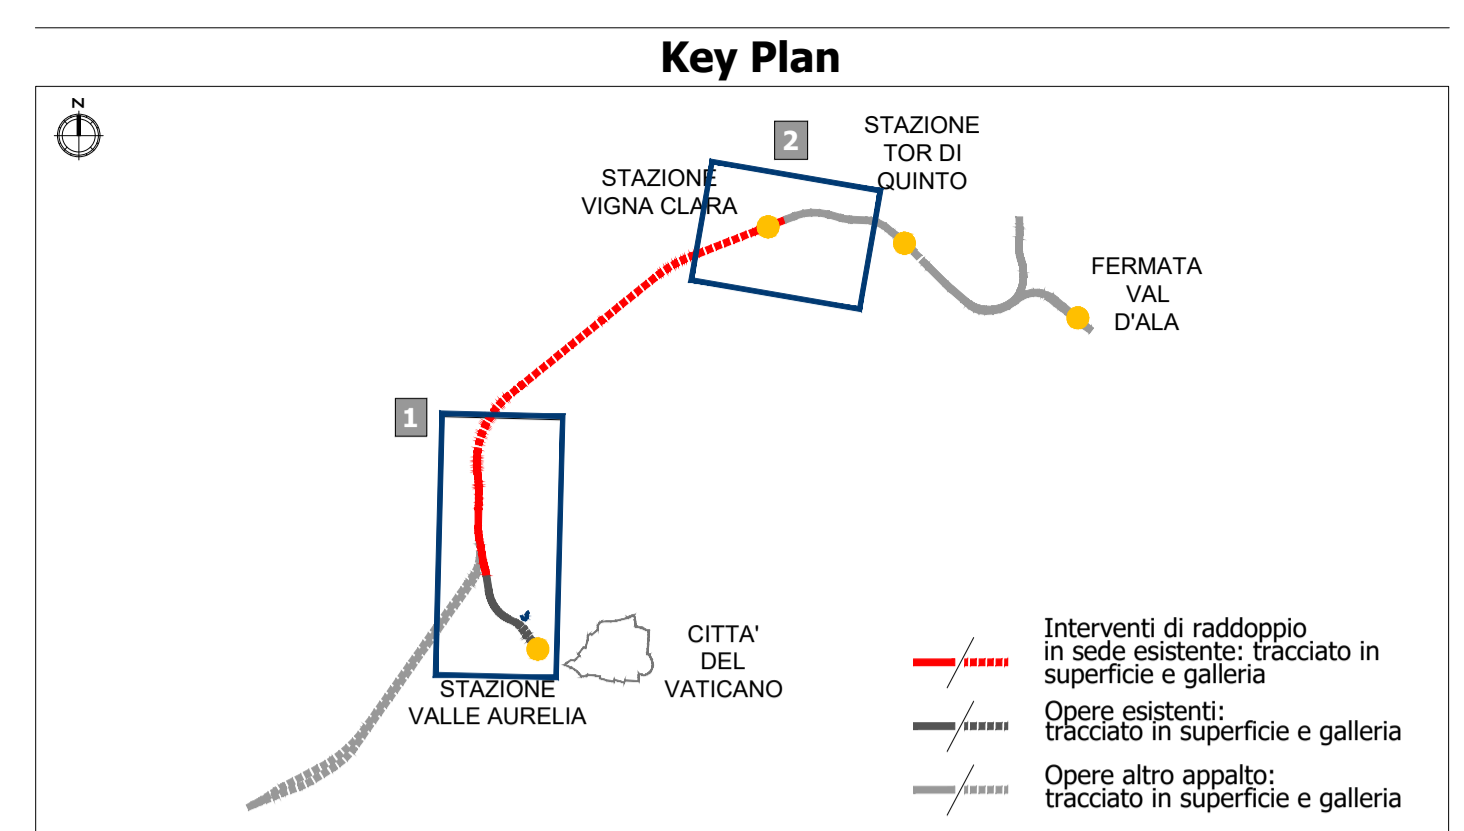 Key Plan
N
2
STAZIONE
TOR DI
QUINTO
STAZIONE
VIGNA CLARA
FERMATA
VAL
D'ALA
1
CITTA'
DEL
VATICANO
STAZIONE
VALLE AURELIA
Interventi di raddoppio
in sede esistente: tracciato in
superficie e galleria
Opere esistenti:
tracciato in superficie e galleria
Opere altro appalto:
tracciato in superficie e galleria